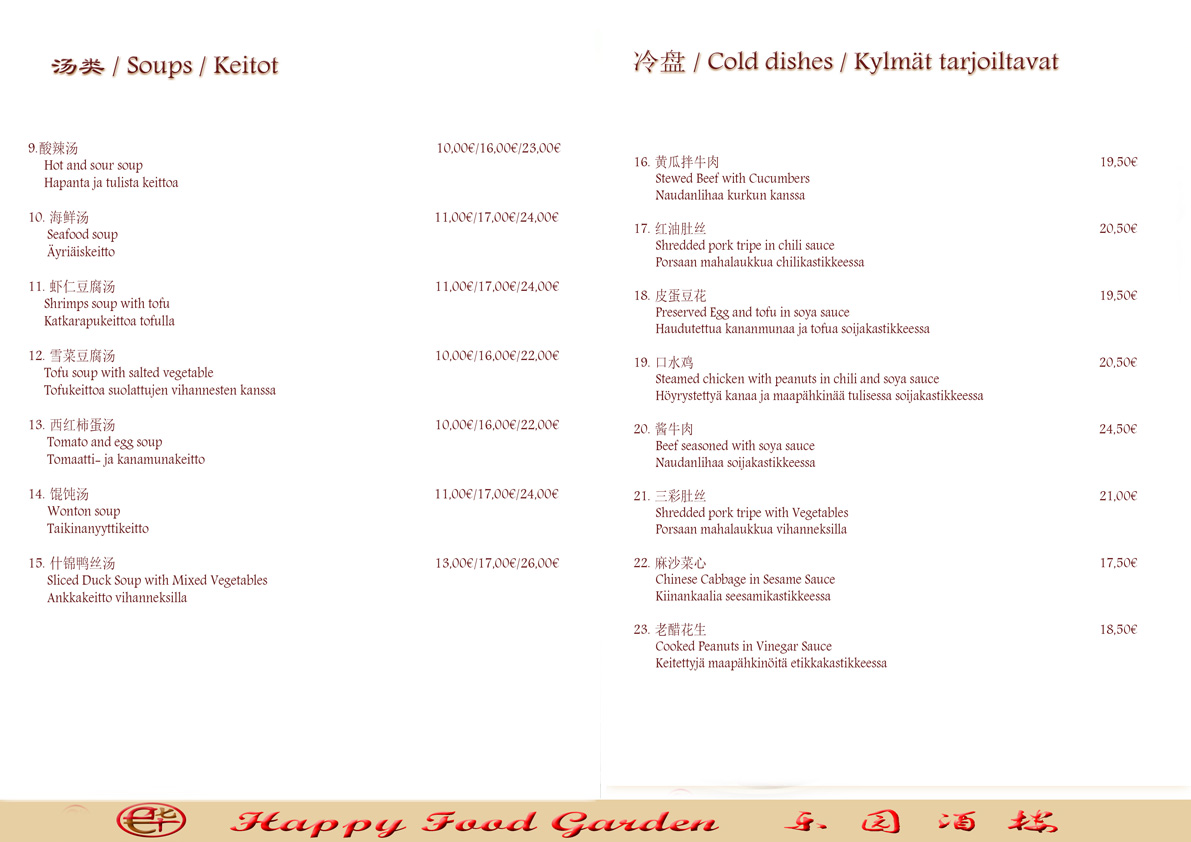 汤类 / Soups / Keitot
9.酸辣汤 10,00€/16,00€/23,00€
Hot and sour soup
Hapanta ja tulista keittoa
10. 海鲜汤 11,00€/17,00€/24,00€
Seafood soup
Äyriäiskeitto
11. 虾仁豆腐汤 11,00€/17,00€/24,00€
Shrimps soup with tofu
Katkarapukeittoa tofulla
12. 雪菜豆腐汤 10,00€/16,00€/22,00€
Tofu soup with salted vegetable
Tofukeittoa suolattujen vihannesten kanssa
13. 西红柿蛋汤 10,00€/16,00€/22,00€
Tomato and egg soup
Tomaatti- ja kanamunakeitto
14. 馄饨汤 11,00€/17,00€/24,00€
Wonton soup
Taikinanyyttikeitto
15. 什锦鸭丝汤 13,00€/17,00€/26,00€
Sliced Duck Soup with Mixed Vegetables
Ankkakeitto vihanneksilla
冷盘 / Cold dishes / Kylmät tarjoiltavat
16. 黄瓜拌牛肉 19,50€
Stewed Beef with Cucumbers
Naudanlihaa kurkun kanssa
17. 红油肚丝 20,50€
Shredded pork tripe in chili sauce
Porsaan mahalaukkua chilikastikkeessa
18. 皮蛋豆花 19,50€
Preserved Egg and tofu in soya sauce
Haudutettua kananmunaa ja tofua soijakastikkeessa
19. 口水鸡 20,50€
Steamed chicken with peanuts in chili and soya sauce
Höyrystettyä kanaa ja maapähkinää tulisessa soijakastikkeessa
20. 酱牛肉 24,50€
Beef seasoned with soya sauce
Naudanlihaa soijakastikkeessa
21. 三彩肚丝 21,00€
Shredded pork tripe with Vegetables
Porsaan mahalaukkua vihanneksilla
22. 麻沙菜心 17,50€
Chinese Cabbage in Sesame Sauce
Kiinankaalia seesamikastikkeessa
23. 老醋花生 18,50€
Cooked Peanuts in Vinegar Sauce
Keitettyjä maapähkinöitä etikkakastikkeessa
Happy Food Garden 乐园酒楼